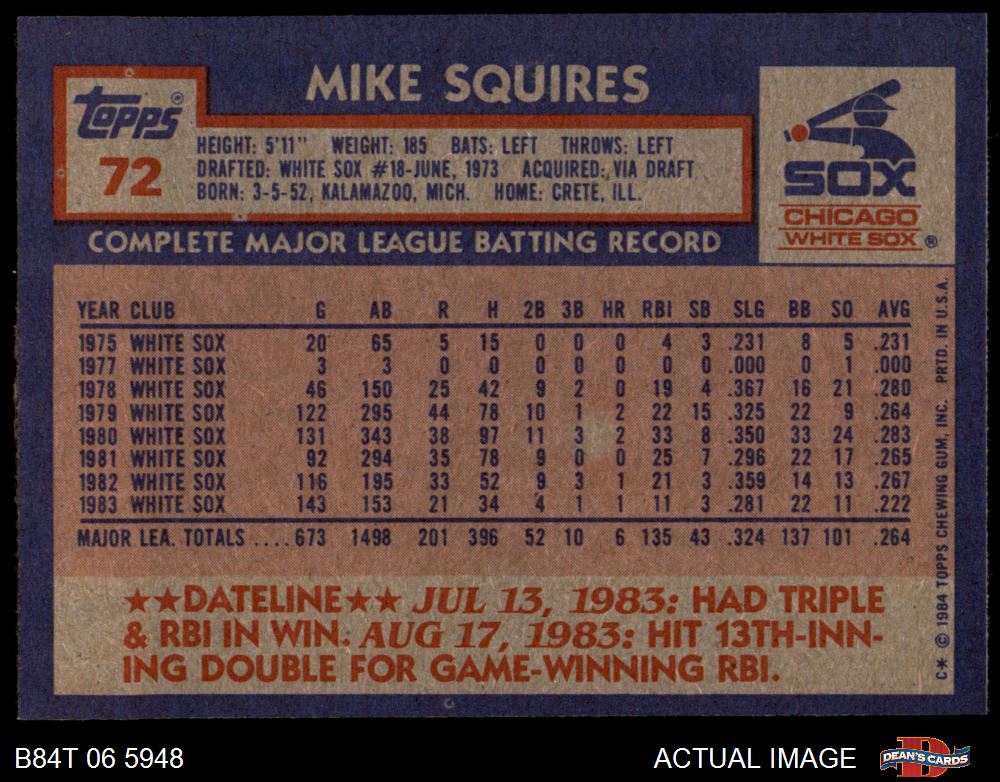 MIKE SQUIRES
Topps®
72
HEIGHT: 5'11" WEIGHT: 185 BATS: LEFT THROWS: LEFT
DRAFTED: WHITE SOX #18-JUNE, 1973 ACQUIRED: VIA DRAFT
BORN: 3-5-52, KALAMAZOO, MICH. HOME: CRETE, ILL.
SOX
CHICAGO
WHITE SOX ®
COMPLETE MAJOR LEAGUE BATTING RECORD
YEAR CLUB G AB R H 2B 3B HR RBI SB SLG BB SO AVG
1975 WHITE SOX 20 65 5 15 0 0 0 4 3 .231 8 5 .231
1977 WHITE SOX 3 3 0 0 0 0 0 0 0 .000 0 1 .000
1978 WHITE SOX 46 150 25 42 9 2 0 19 4 .367 16 21 .280
1979 WHITE SOX 122 295 44 78 10 1 2 22 15 .325 22 9 .264
1980 WHITE SOX 131 343 38 97 11 3 2 33 8 .350 33 24 .283
1981 WHITE SOX 92 294 35 78 9 0 0 25 7 .296 22 17 .265
1982 WHITE SOX 116 195 33 52 9 3 1 21 3 .359 14 13 .267
1983 WHITE SOX 143 153 21 34 4 1 1 11 3 .281 22 11 .222
MAJOR LEA. TOTALS ....673 1498 201 396 52 10 6 135 43 .324 137 101 .264
★★DATELINE★★ JUL 13, 1983: HAD TRIPLE
& RBI IN WIN. AUG 17, 1983: HIT 13TH-INN-
ING DOUBLE FOR GAME-WINNING RBI.
C* © 1984 TOPPS CHEWING GUM, INC. PRTD. IN U.S.A.
B84T 06 5948
ACTUAL IMAGE
DEAN'S CARDS